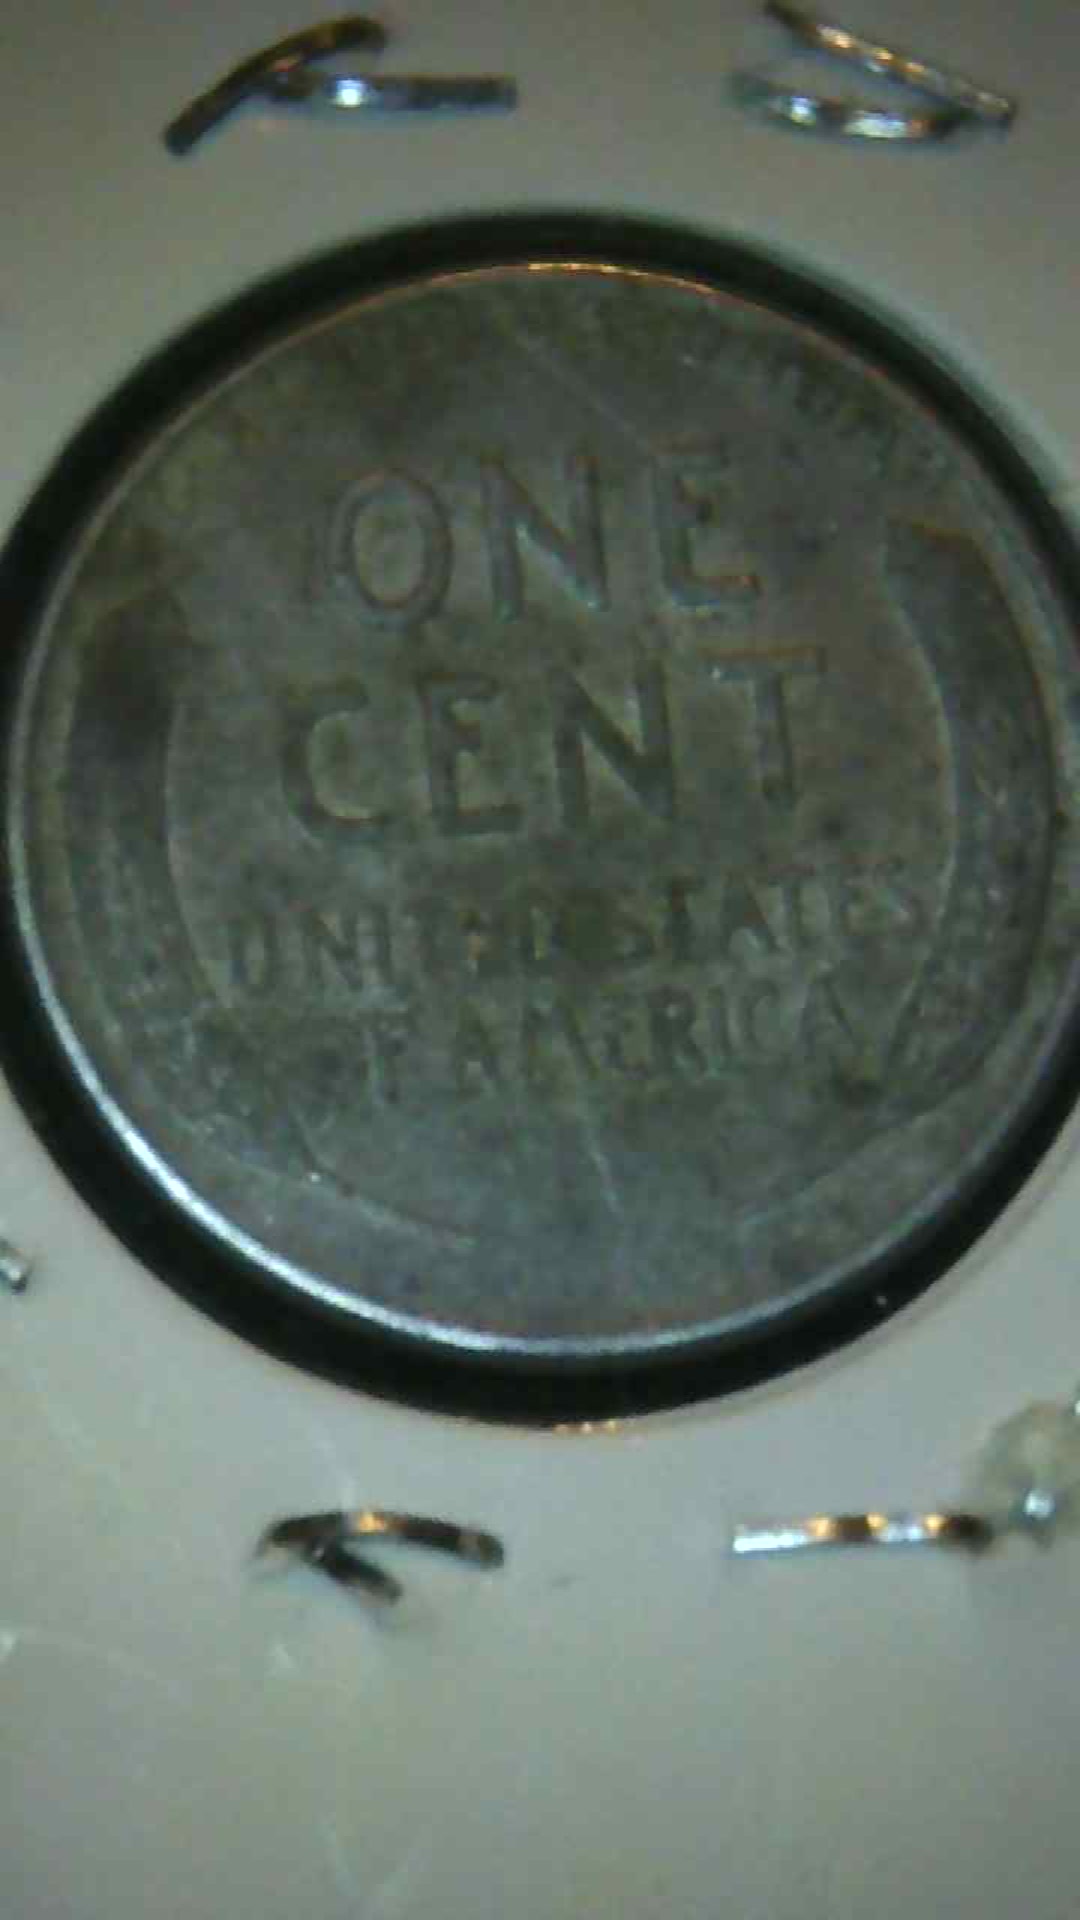 ONE
CENT
UNITED STATES
F AMERICA